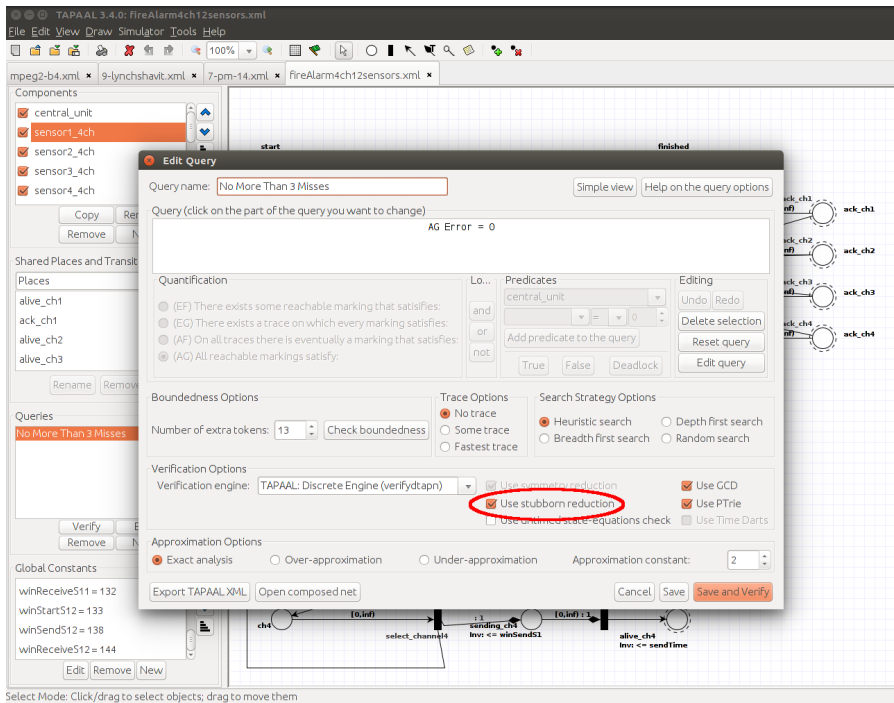 TAPAAL 3.4.0: fireAlarm4ch12sensors.xml
File Edit View Draw Simulator Tools Help
100%
mpeg2-b4.xml 9-lynchshavit.xml 7-pm-14.xml fireAlarm4ch12sensors.xml
Components
central_unit
sensor1_4ch
sensor2_4ch
sensor3_4ch
sensor4_4ch
Copy
Remove
Shared Places and Transit
Places
alive_ch1
ack_ch1
alive_ch2
alive_ch3
Rename Remov
Queries
No More Than 3 Misses
Verify E
Remove
Global Constants
winReceiveS11 = 132
winStartS12 = 133
winSendS12 = 138
winReceiveS12 = 144
Edit Remove New
start finished
Edit Query
Query name: No More Than 3 Misses Simple view Help on the query options
Query (click on the part of the query you want to change)
AG Error = 0
Quantification
(EF) There exists some reachable marking that satisifies:
(EG) There exists a trace on which every marking satisfies:
(AF) On all traces there is eventually a marking that satisfies:
(AG) All reachable markings satisfy:
Lo...
and
or
not
Predicates
central_unit
= 0
Add predicate to the query
True False Deadlock
Editing
Undo Redo
Delete selection
Reset query
Edit query
Boundedness Options
Number of extra tokens: 13 Check boundedness
Trace Options
No trace
Some trace
Fastest trace
Search Strategy Options
Heuristic search Depth first search
Breadth first search Random search
Verification Options
Verification engine: TAPAAL: Discrete Engine (verifydtapn)
Use symmetry reduction Use GCD
Use stubborn reduction Use PTrie
Use untimed state-equations check Use Time Darts
Approximation Options
Exact analysis Over-approximation Under-approximation Approximation constant: 2
Export TAPAAL XML Open composed net Cancel Save Save and Verify
ack_ch1
nf) ack_ch1
ack_ch2
nf) ack_ch2
ack_ch3
nf) ack_ch3
ack_ch4
nf) ack_ch4
[0,inf) : 1 [0,inf) : 1
ch4 select_channel4 sending_ch4 alive_ch4
Inv: <= winSendS1 Inv: <= sendTime
Select Mode: Click/drag to select objects; drag to move them